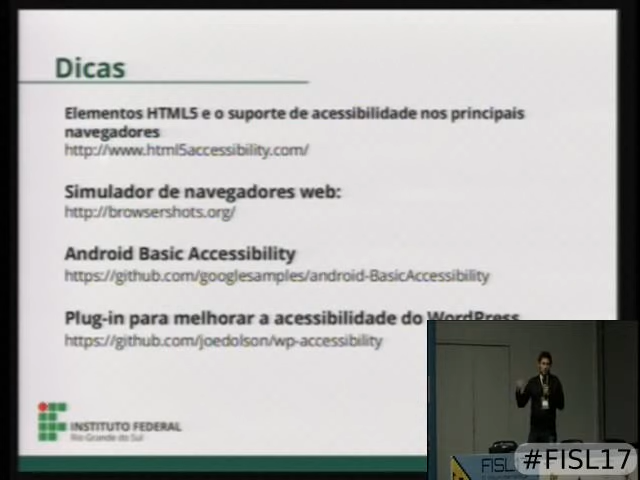 Dicas
Elementos HTML5 e o suporte de acessibilidade nos principais
navegadores
http://www.html5accessibility.com/
Simulador de navegadores web:
http://browsershots.org/
Android Basic Accessibility
https://github.com/googlesamples/android-BasicAccessibility
Plug-in para melhorar a acessibilidade do WordPress
https://github.com/joedolson/wp-accessibility
INSTITUTO FEDERAL
Rio Grande do Sul
FISL
#FISL17